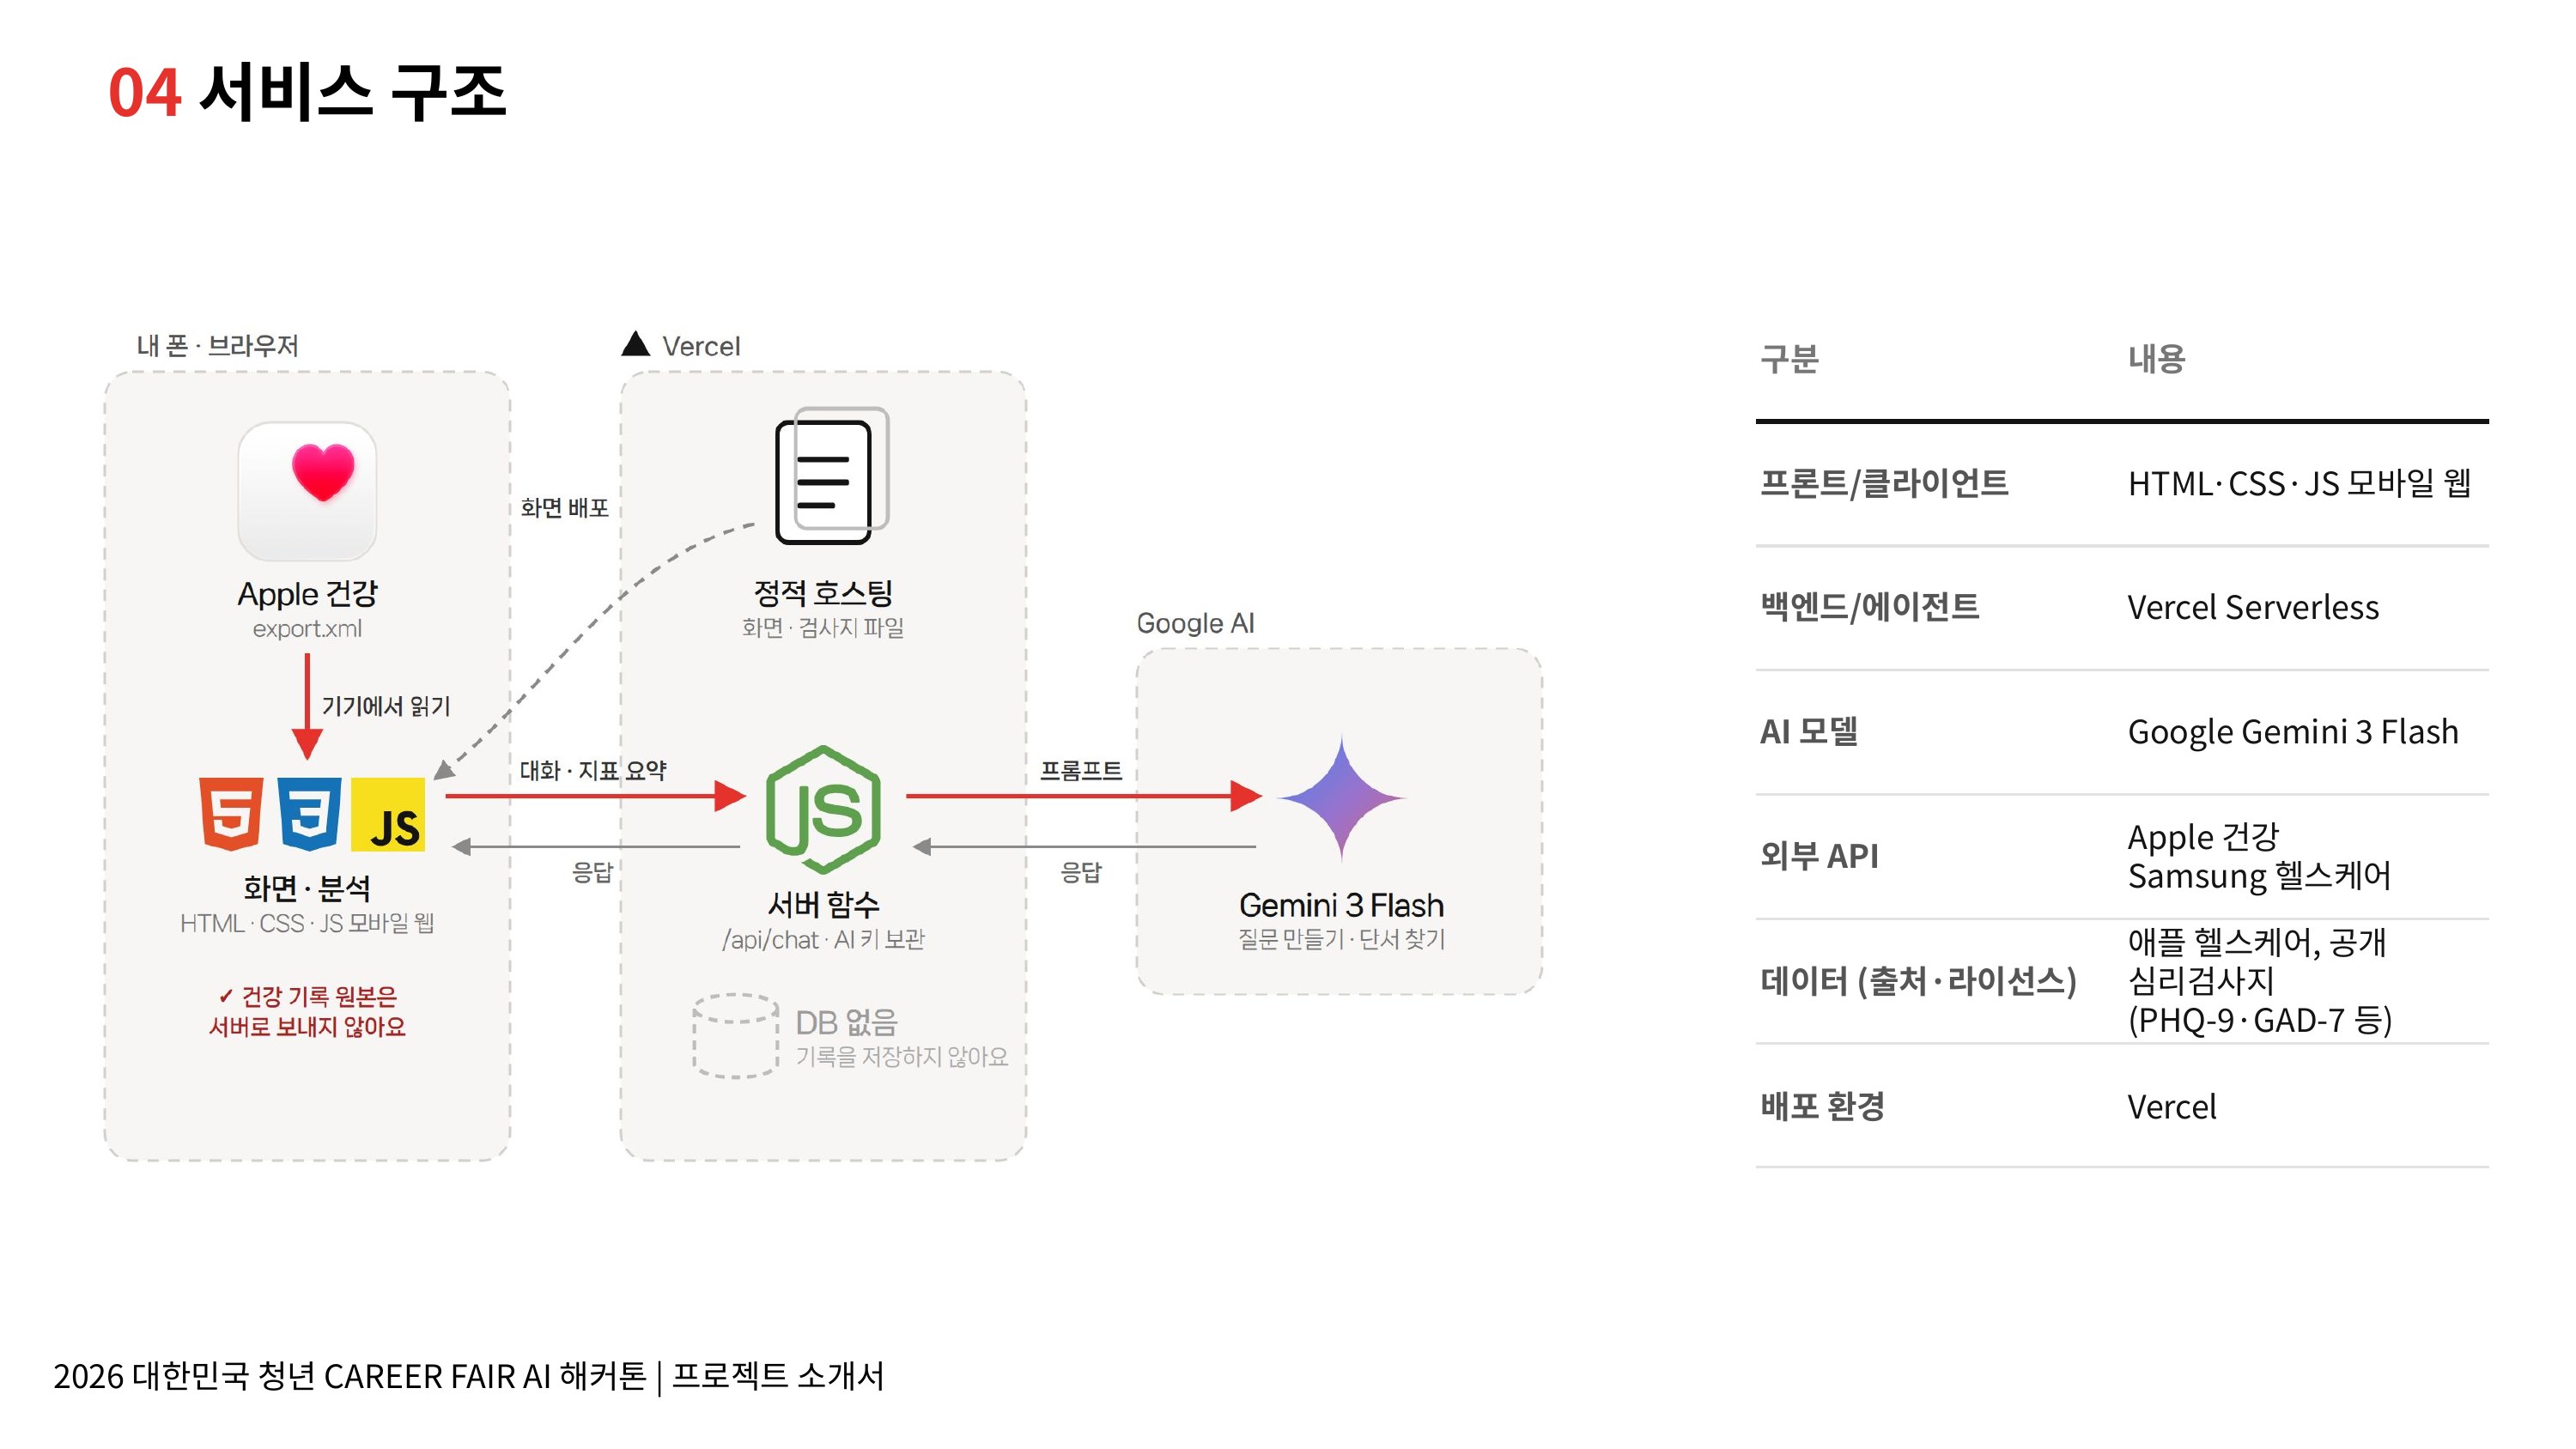 04 서비스 구조
내 폰 · 브라우저
Apple 건강
export.xml
기기에서 읽기
JS
화면 · 분석
HTML · CSS · JS 모바일 웹
✓ 건강 기록 원본은
서버로 보내지 않아요
화면 배포
대화 · 지표 요약
응답
Vercel
정적 호스팅
화면 · 검사지 파일
JS
서버 함수
/api/chat · AI 키 보관
DB 없음
기록을 저장하지 않아요
프롬프트
응답
Google AI
Gemini 3 Flash
질문 만들기 · 단서 찾기
구분 내용
프론트/클라이언트 HTML·CSS·JS 모바일 웹
백엔드/에이전트 Vercel Serverless
AI 모델 Google Gemini 3 Flash
외부 API Apple 건강
Samsung 헬스케어
데이터 (출처·라이선스) 애플 헬스케어, 공개
심리검사지
(PHQ-9·GAD-7 등)
배포 환경 Vercel
2026 대한민국 청년 CAREER FAIR AI 해커톤 | 프로젝트 소개서